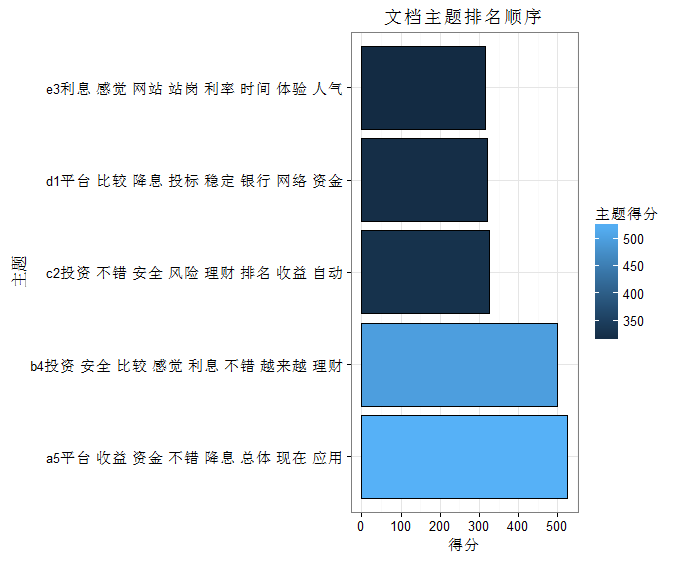 文档主题排名顺序
e3利息 感觉 网站 站岗 利率 时间 体验 人气
d1平台 比较 降息 投标 稳定 银行 网络 资金
c2投资 不错 安全 风险 理财 排名 收益 自动
b4投资 安全 比较 感觉 利息 不错 越来越 理财
a5平台 收益 资金 不错 降息 总体 现在 应用
主题
0 100 200 300 400 500
得分
主题得分
500
450
400
350